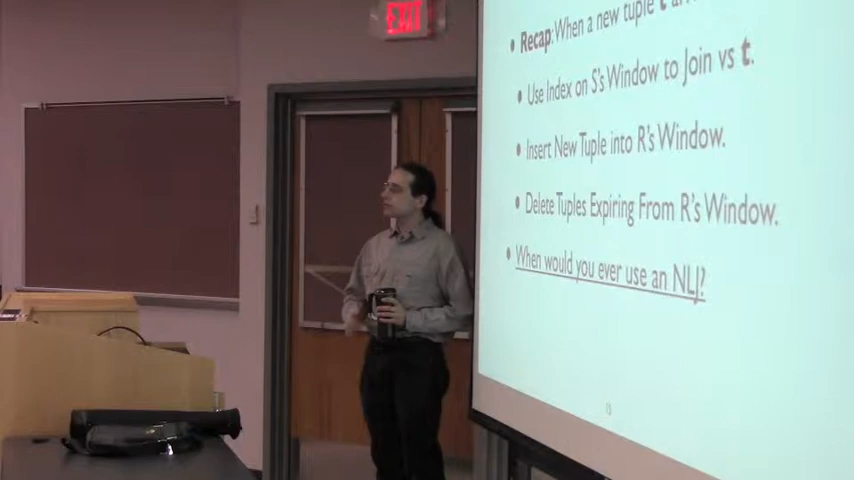 EXIT
• Recap: When a new tuple t
• Use Index on S's Window to Join vs t.
• Insert New Tuple into R's Window.
• Delete Tuples Expiring From R's Window.
• When would you ever use an NLJ?